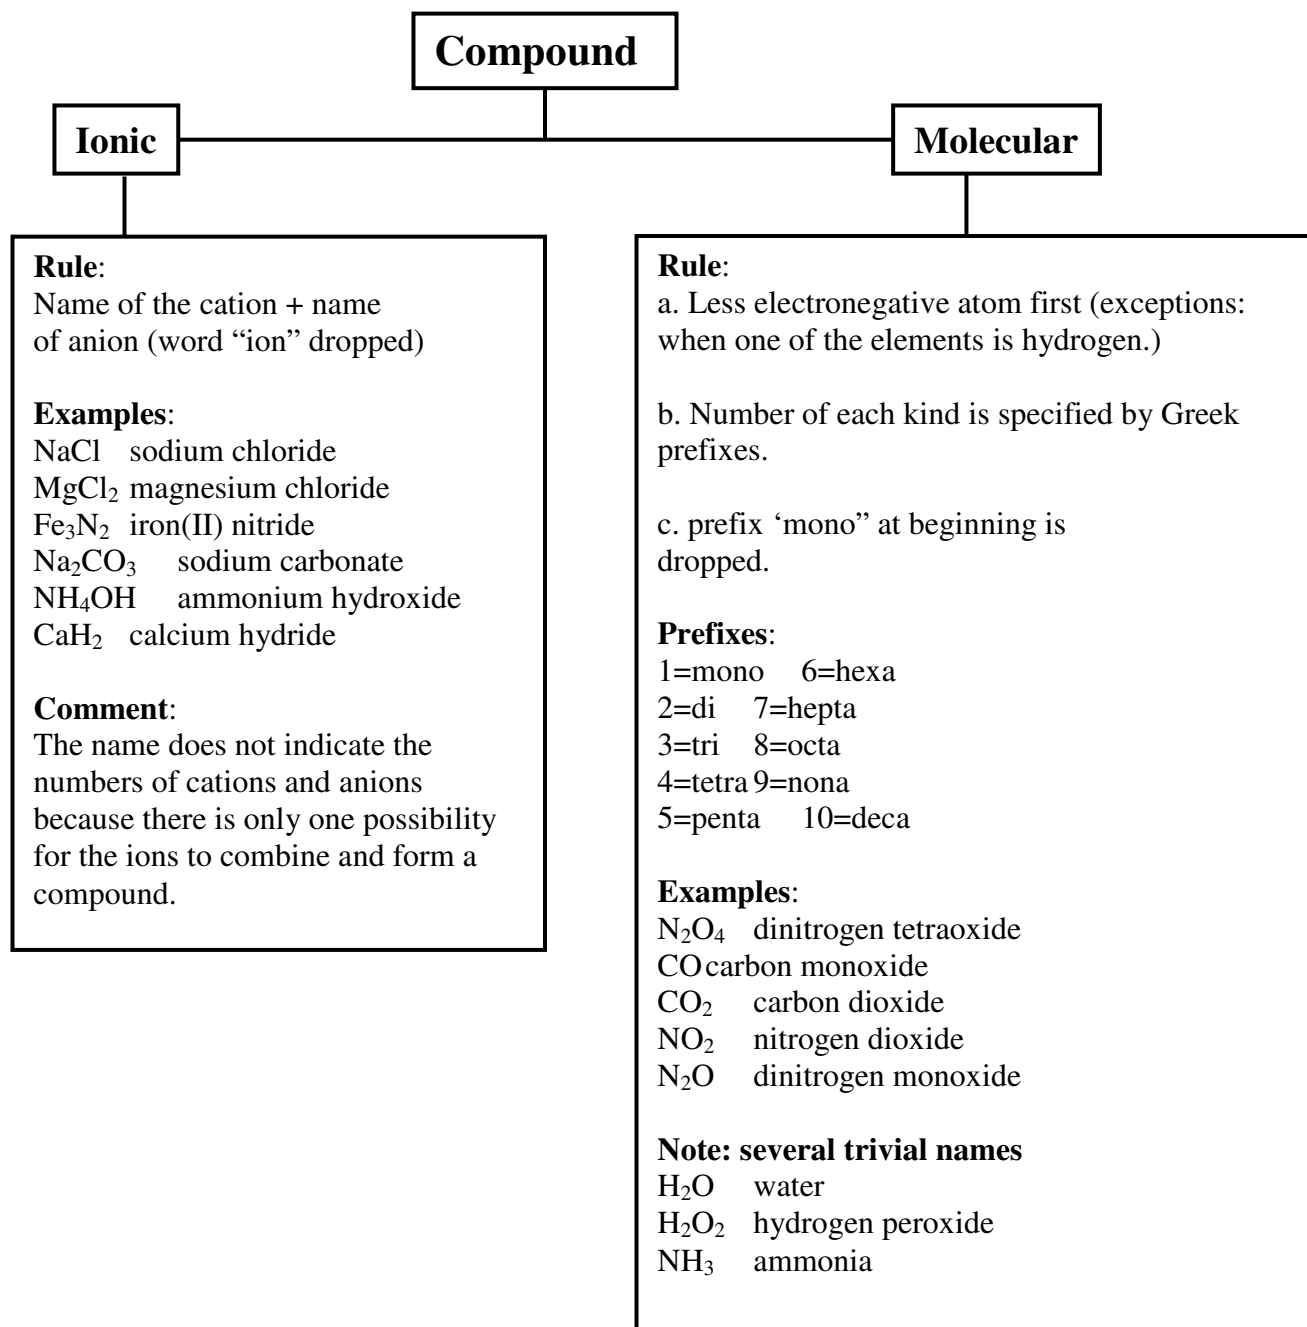 Compound
Ionic
Molecular
Rule:
Name of the cation + name
of anion (word “ion” dropped)
Examples:
NaCl sodium chloride
MgCl₂ magnesium chloride
Fe₃N₂ iron(II) nitride
Na₂CO₃ sodium carbonate
NH₄OH ammonium hydroxide
CaH₂ calcium hydride
Comment:
The name does not indicate the
numbers of cations and anions
because there is only one possibility
for the ions to combine and form a
compound.
Rule:
a. Less electronegative atom first (exceptions:
when one of the elements is hydrogen.)
b. Number of each kind is specified by Greek
prefixes.
c. prefix ‘mono” at beginning is
dropped.
Prefixes:
1=mono 6=hexa
2=di 7=hepta
3=tri 8=octa
4=tetra 9=nona
5=penta 10=deca
Examples:
N₂O₄ dinitrogen tetraoxide
CO carbon monoxide
CO₂ carbon dioxide
NO₂ nitrogen dioxide
N₂O dinitrogen monoxide
Note: several trivial names
H₂O water
H₂O₂ hydrogen peroxide
NH₃ ammonia